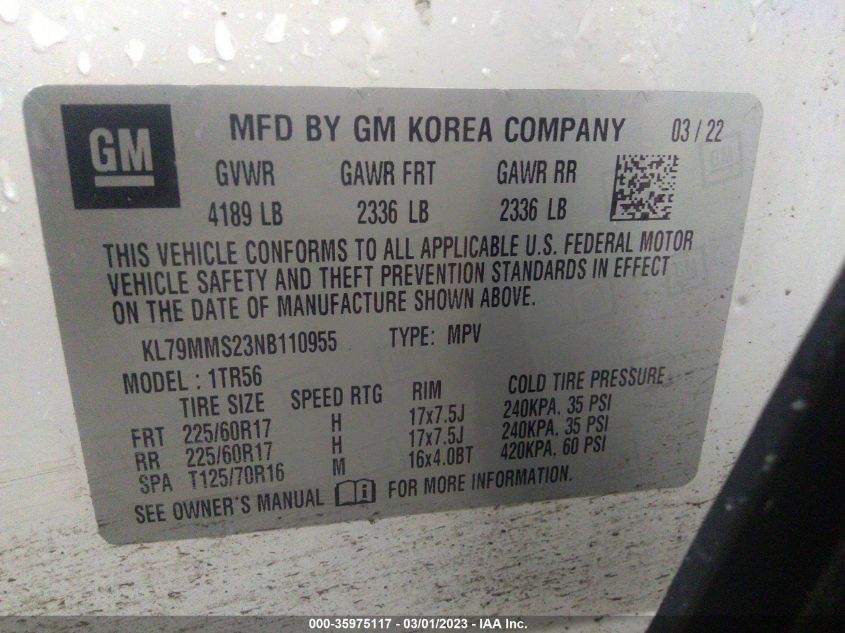 GM
MFD BY GM KOREA COMPANY 03 / 22
GVWR GAWR FRT GAWR RR
4189 LB 2336 LB 2336 LB
THIS VEHICLE CONFORMS TO ALL APPLICABLE U.S. FEDERAL MOTOR
VEHICLE SAFETY AND THEFT PREVENTION STANDARDS IN EFFECT
ON THE DATE OF MANUFACTURE SHOWN ABOVE.
KL79MMS23NB110955 TYPE: MPV
MODEL : 1TR56
TIRE SIZE SPEED RTG RIM COLD TIRE PRESSURE
FRT 225/60R17 H 17x7.5J 240KPA, 35 PSI
RR 225/60R17 H 17x7.5J 240KPA, 35 PSI
SPA T125/70R16 M 16x4.0BT 420KPA, 60 PSI
SEE OWNER'S MANUAL FOR MORE INFORMATION.
000-35975117 - 03/01/2023 - IAA Inc.